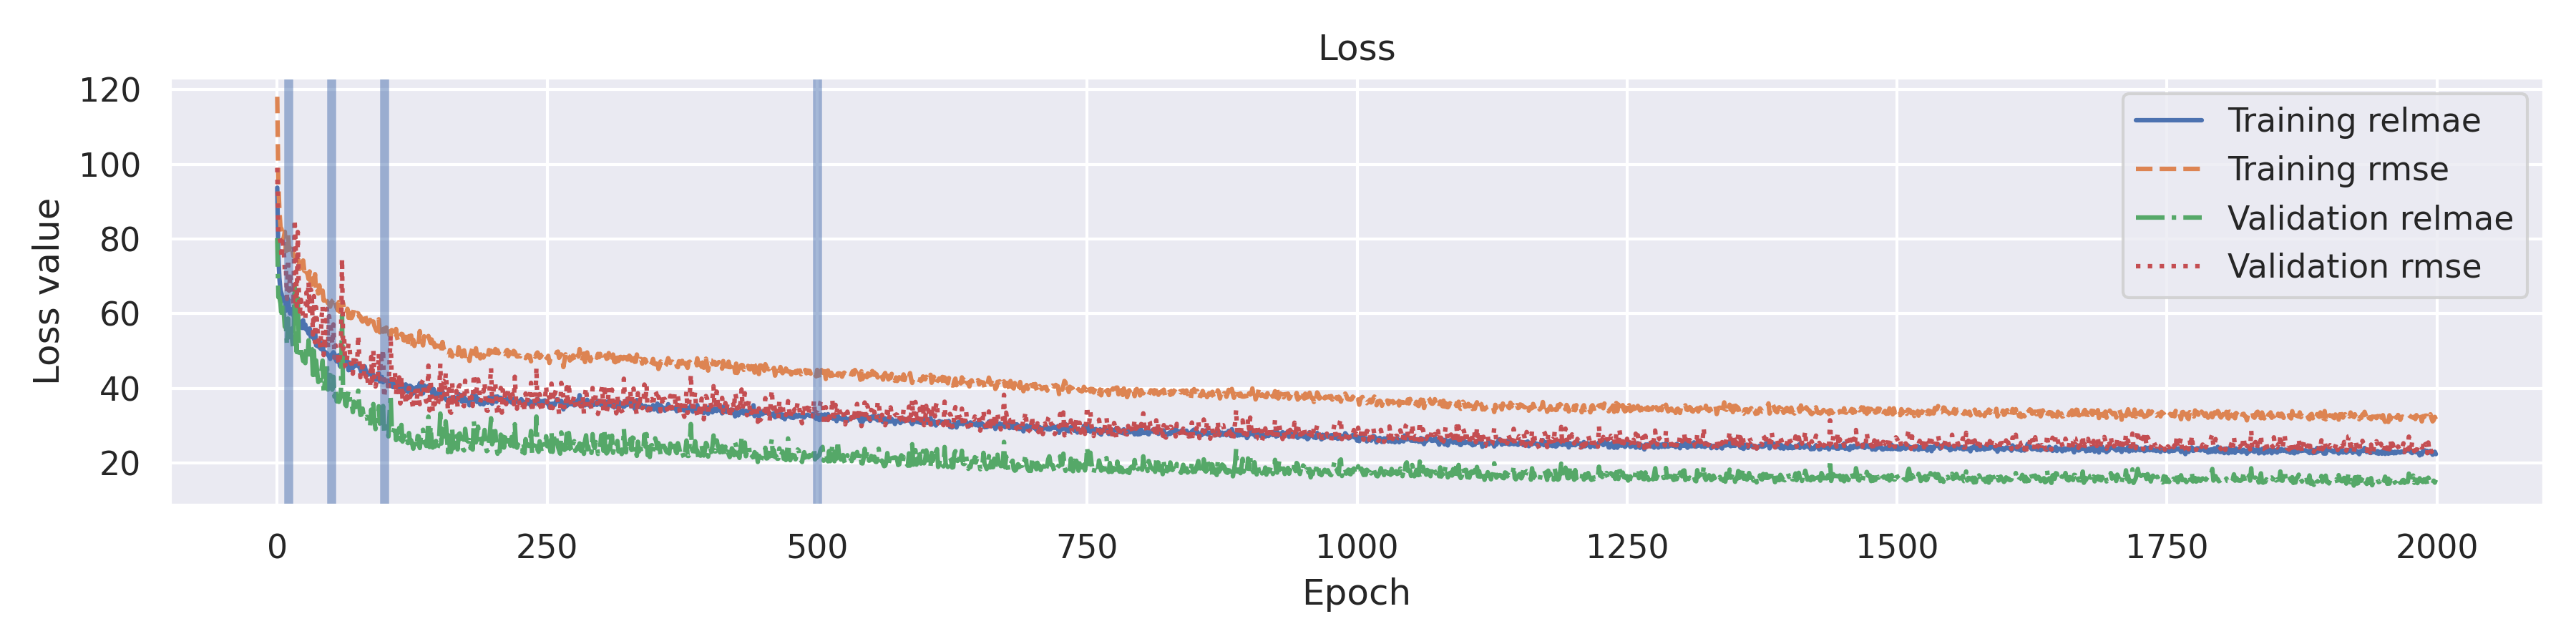 Loss
120
100
80
60
40
20
Loss value
0 250 500 750 1000 1250 1500 1750 2000
Epoch
Training relmae
Training rmse
Validation relmae
Validation rmse